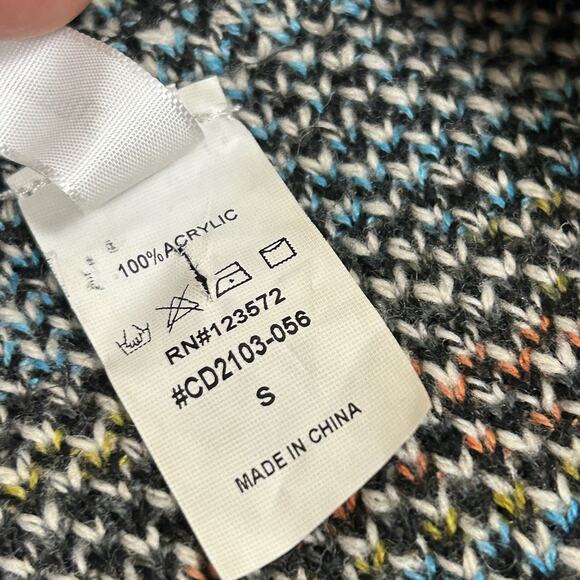 100% ACRYLIC
RN#123572
#CD2103-056
S
MADE IN CHINA